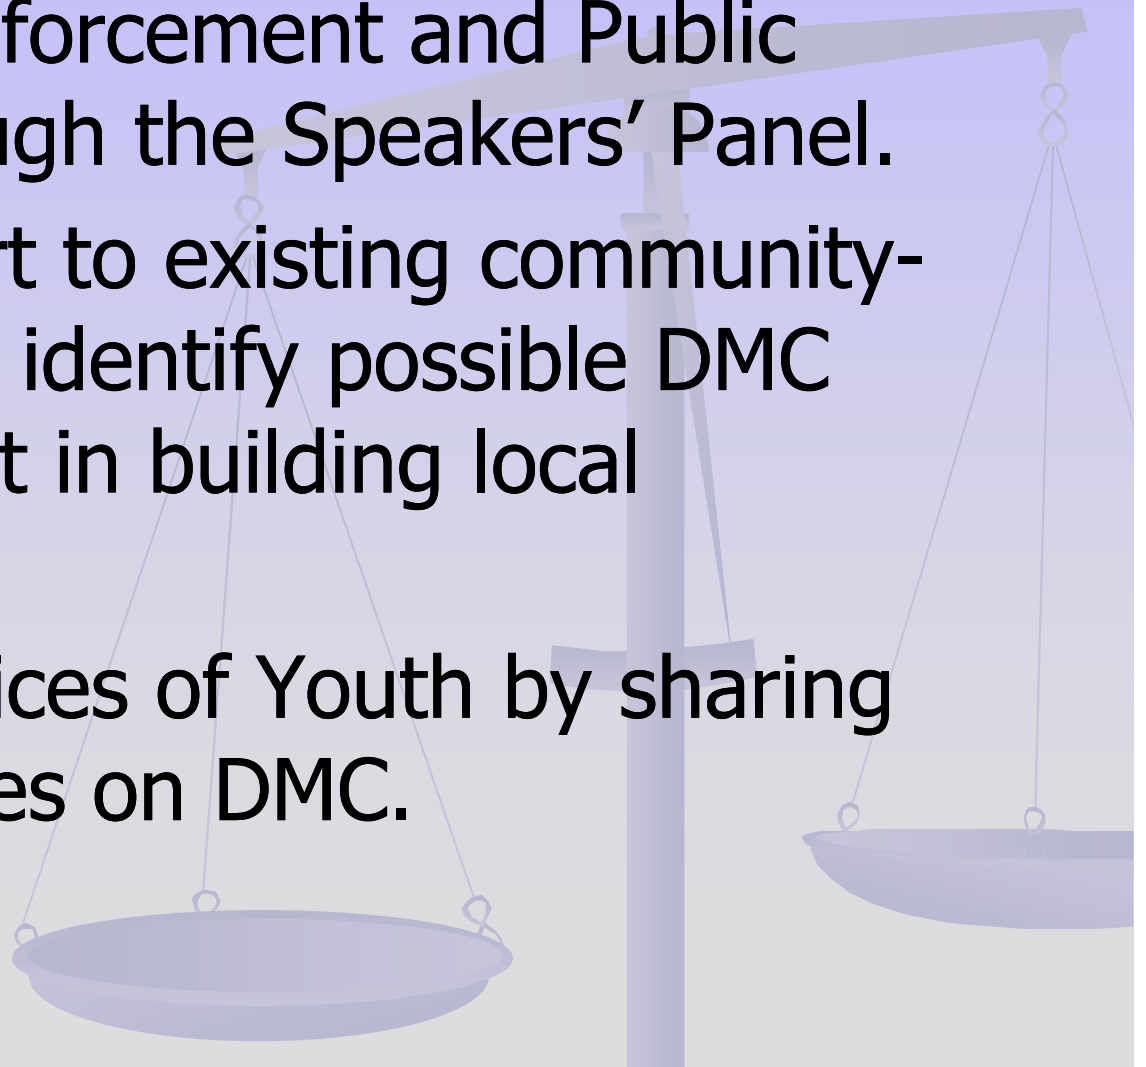 forcement and Public
ugh the Speakers’ Panel.
rt to existing community-
identify possible DMC
t in building local
ices of Youth by sharing
es on DMC.